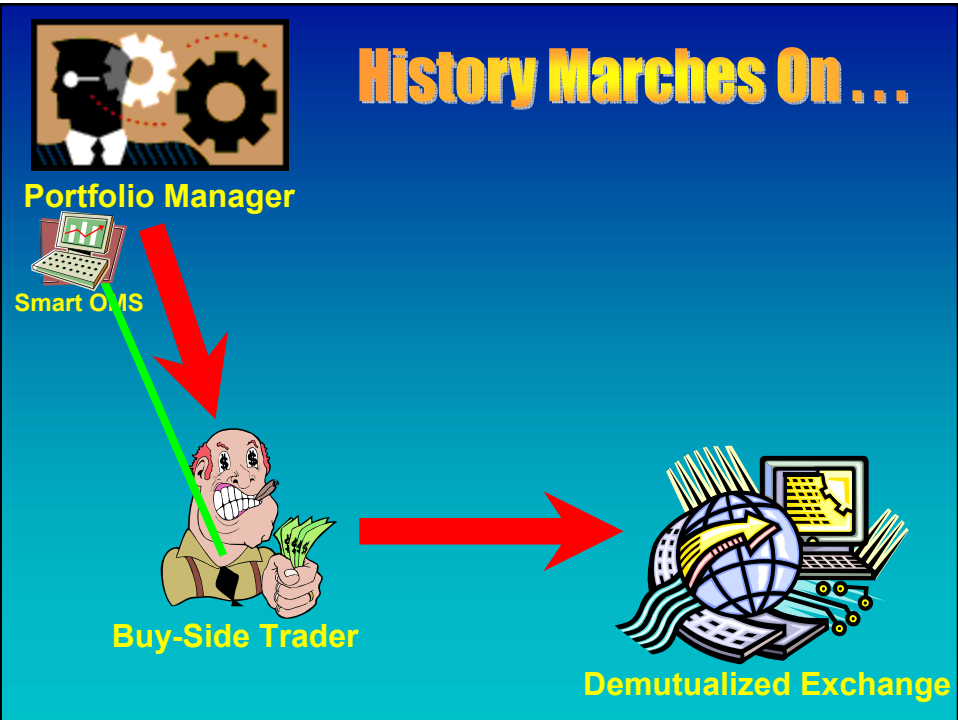 History Marches On . . .
Portfolio Manager
Smart OMS
Buy-Side Trader
Demutualized Exchange